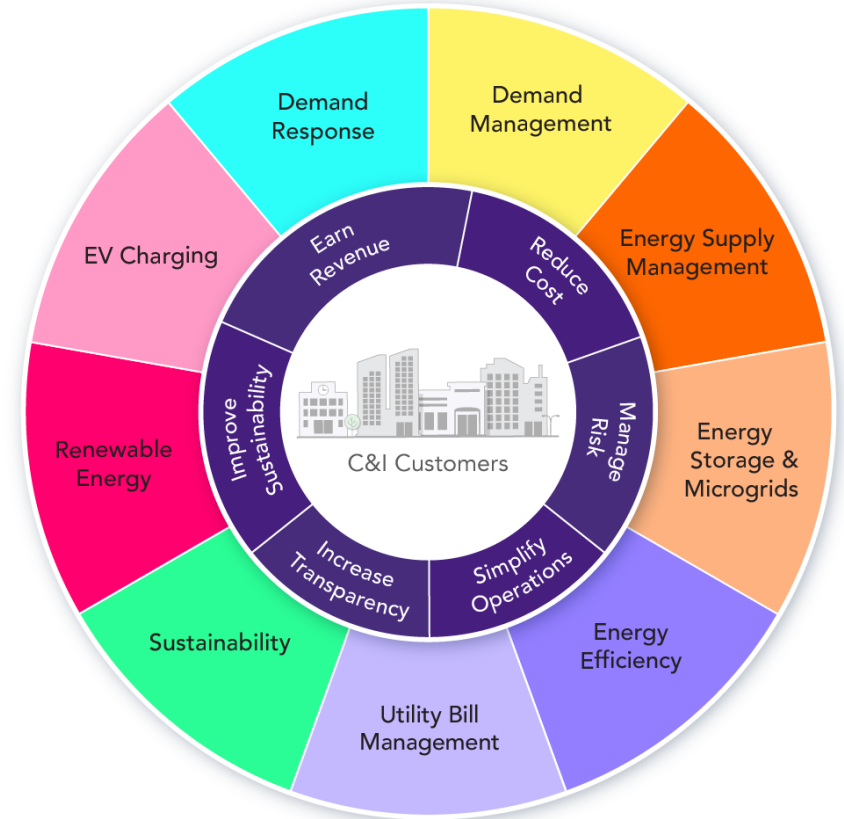 Demand
Response
Demand
Management
Energy Supply
Management
Energy
Storage &
Microgrids
Energy
Efficiency
Utility Bill
Management
Sustainability
Renewable
Energy
EV Charging
Earn
Revenue
Reduce
Cost
Manage
Risk
Simplify
Operations
Increase
Transparency
Improve
Sustainability
C&I Customers